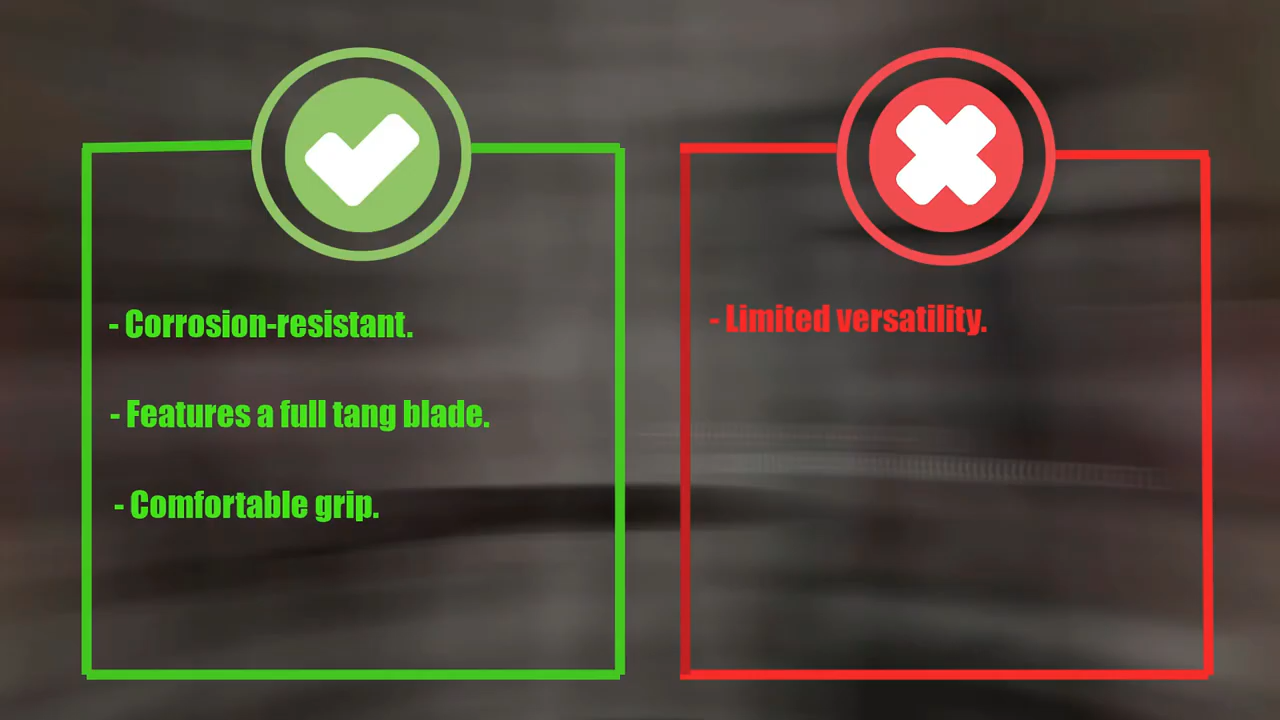 - Corrosion-resistant.
- Features a full tang blade.
- Comfortable grip.
- Limited versatility.